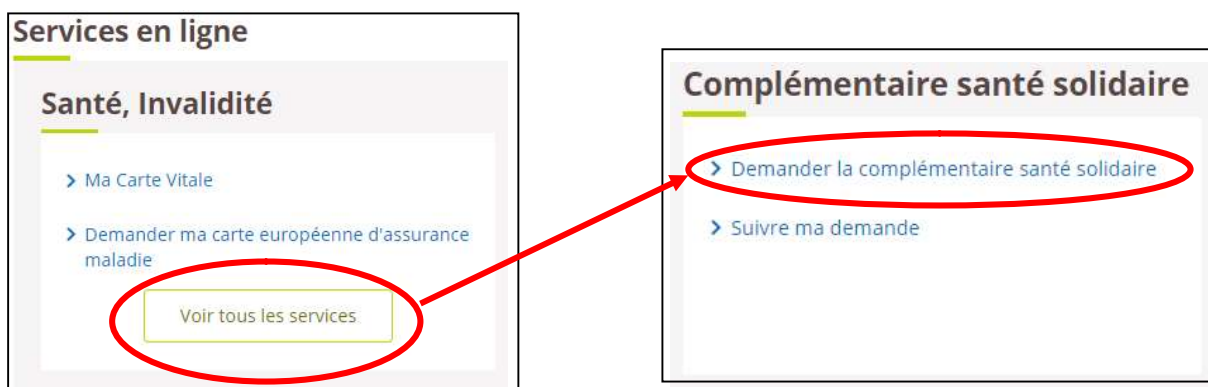 Services en ligne
Santé, Invalidité
> Ma Carte Vitale
> Demander ma carte européenne d'assurance
maladie
Voir tous les services
Complémentaire santé solidaire
> Demander la complémentaire santé solidaire
> Suivre ma demande